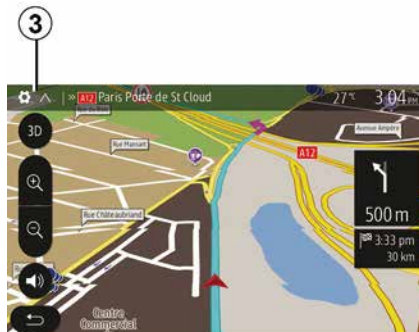 3
» A12 Paris Porte de St Cloud 27° 3:04
3D
Rue Mansart
Avenue Ampère
A12
Rue Châteaubriand
500 m
3:33 pm
30 km
Centre
Commercial